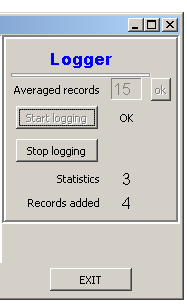 Logger
Averaged records 15 ok
Start logging OK
Stop logging
Statistics 3
Records added 4
EXIT